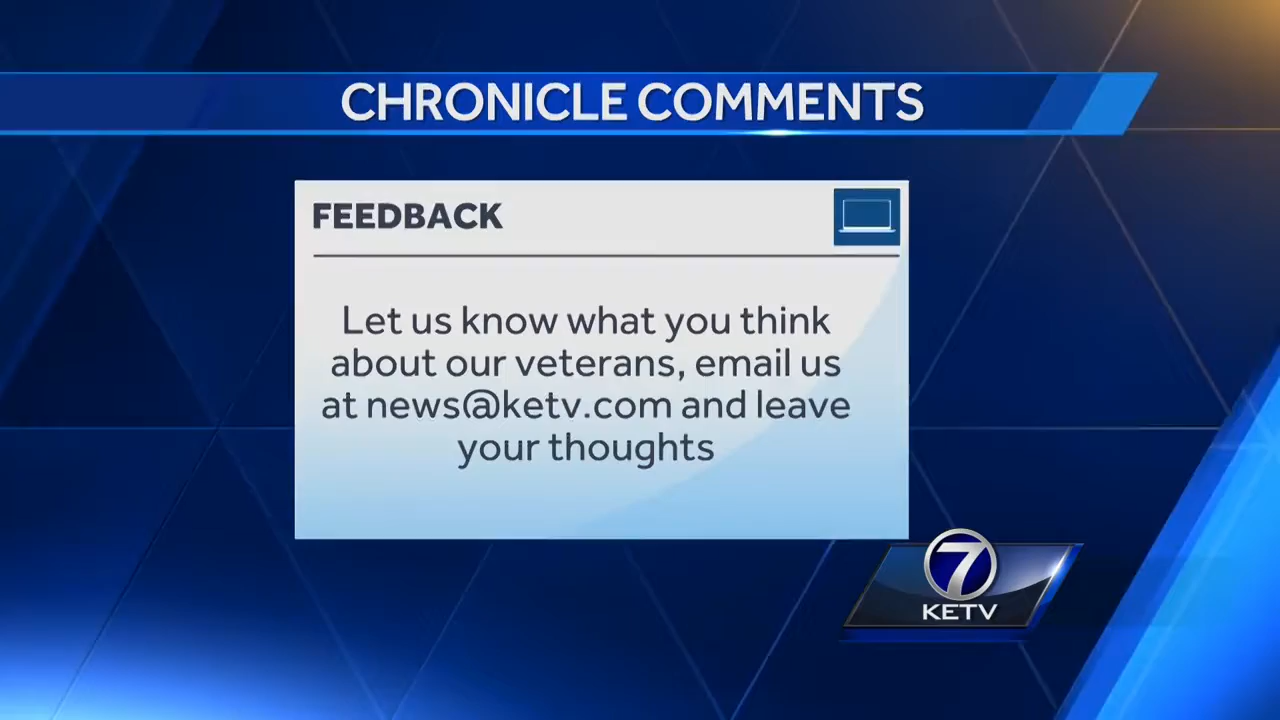 CHRONICLE COMMENTS
FEEDBACK
Let us know what you think
about our veterans, email us
at news@ketv.com and leave
your thoughts
7
KETV